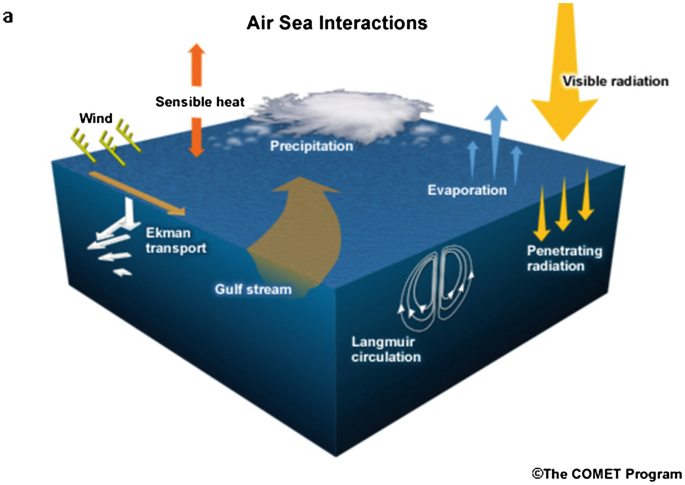 a
Air Sea Interactions
Visible radiation
Sensible heat
Wind
Precipitation
Evaporation
Ekman
transport
Penetrating
radiation
Gulf stream
Langmuir
circulation
©The COMET Program